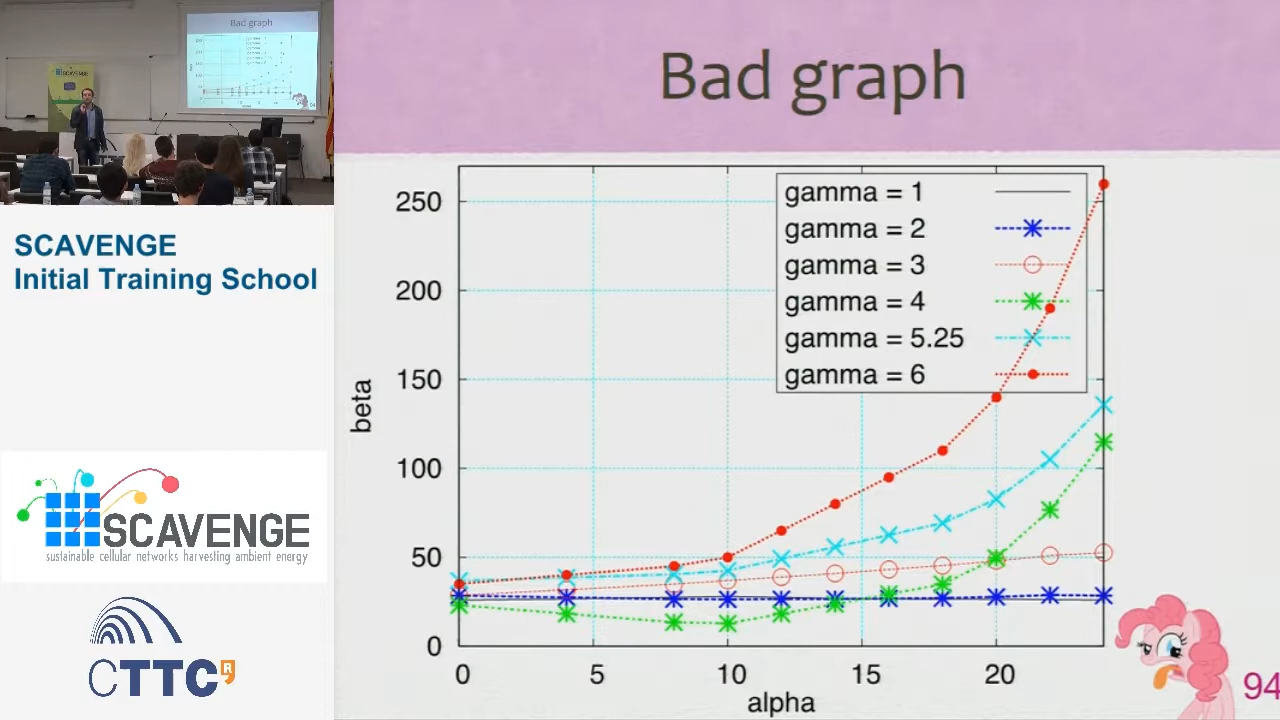 Bad graph
SCAVENGE
Initial Training School
SCAVENGE
sustainable cellular networks harvesting ambient energy
CTTC
R
Bad graph
gamma = 1
gamma = 2
gamma = 3
gamma = 4
gamma = 5.25
gamma = 6
250
200
150
100
50
0
beta
0 5 10 15 20
alpha
94